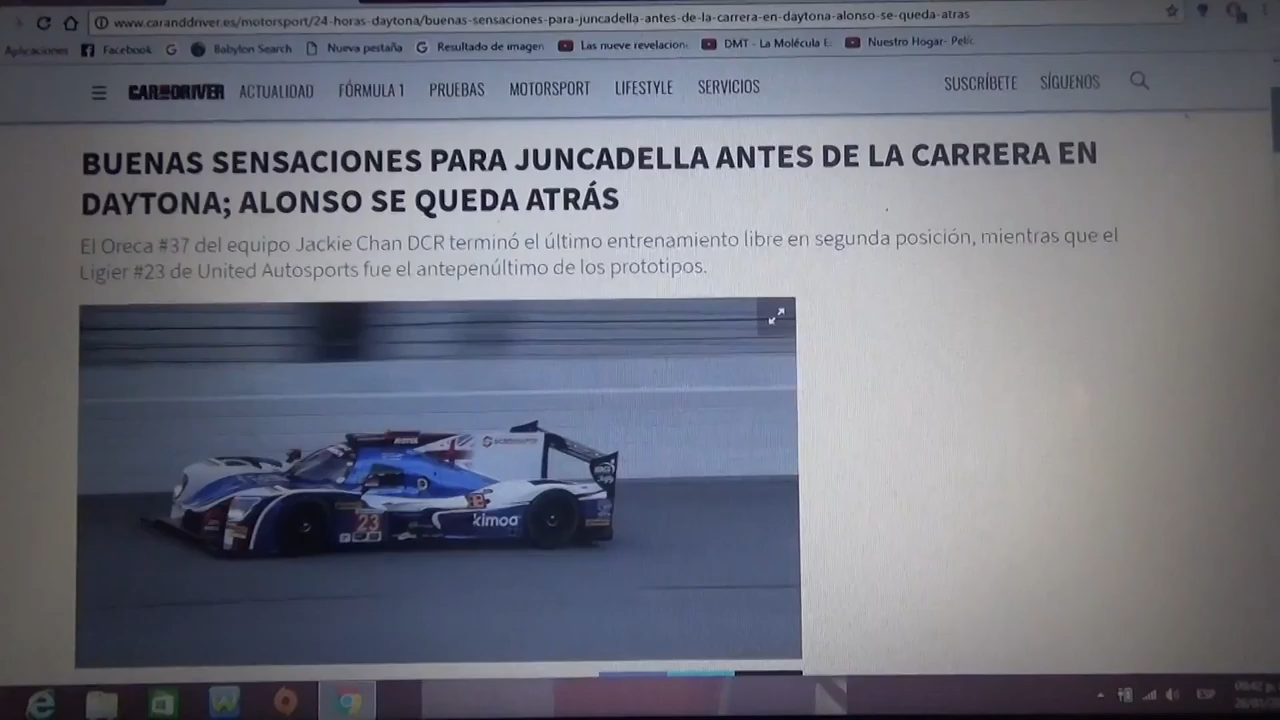 www.caranddriver.es/motorsport/24-horas-daytona/buenas-sensaciones-para-juncadella-antes-de-la-carrera-en-daytona-alonso-se-queda-atras
Aplicaciones Facebook Babylon Search Nueva pestaña Resultado de imagen Las nueve revelacion DMT - La Molécula E Nuestro Hogar- Pelíc
CAR AND DRIVER ACTUALIDAD FÓRMULA 1 PRUEBAS MOTORSPORT LIFESTYLE SERVICIOS SUSCRÍBETE SÍGUENOS
BUENAS SENSACIONES PARA JUNCADELLA ANTES DE LA CARRERA EN
DAYTONA; ALONSO SE QUEDA ATRÁS
El Oreca #37 del equipo Jackie Chan DCR terminó el último entrenamiento libre en segunda posición, mientras que el
Ligier #23 de United Autosports fue el antepenúltimo de los prototipos.
23
kimoa
ESP